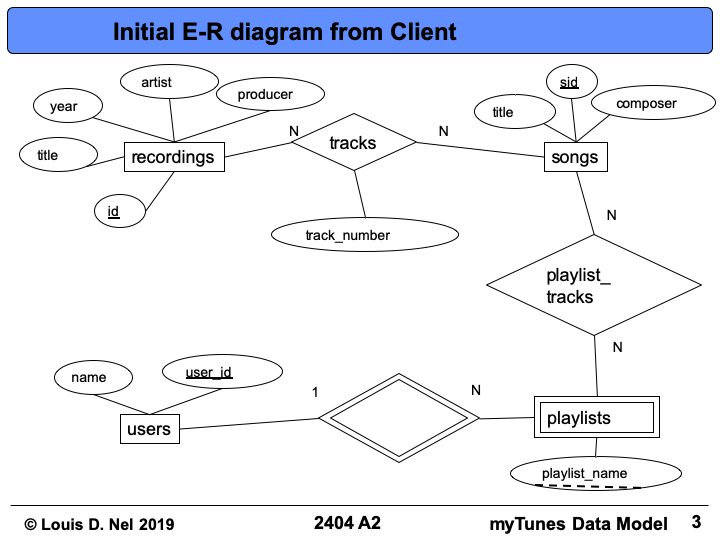 Initial E-R diagram from Client
artist
sid
producer
year
title
composer
N
N
tracks
title
recordings
songs
id
N
track_number
playlist_
tracks
N
name
user_id
1
N
users
playlists
playlist_name
© Louis D. Nel 2019
2404 A2
myTunes Data Model
3